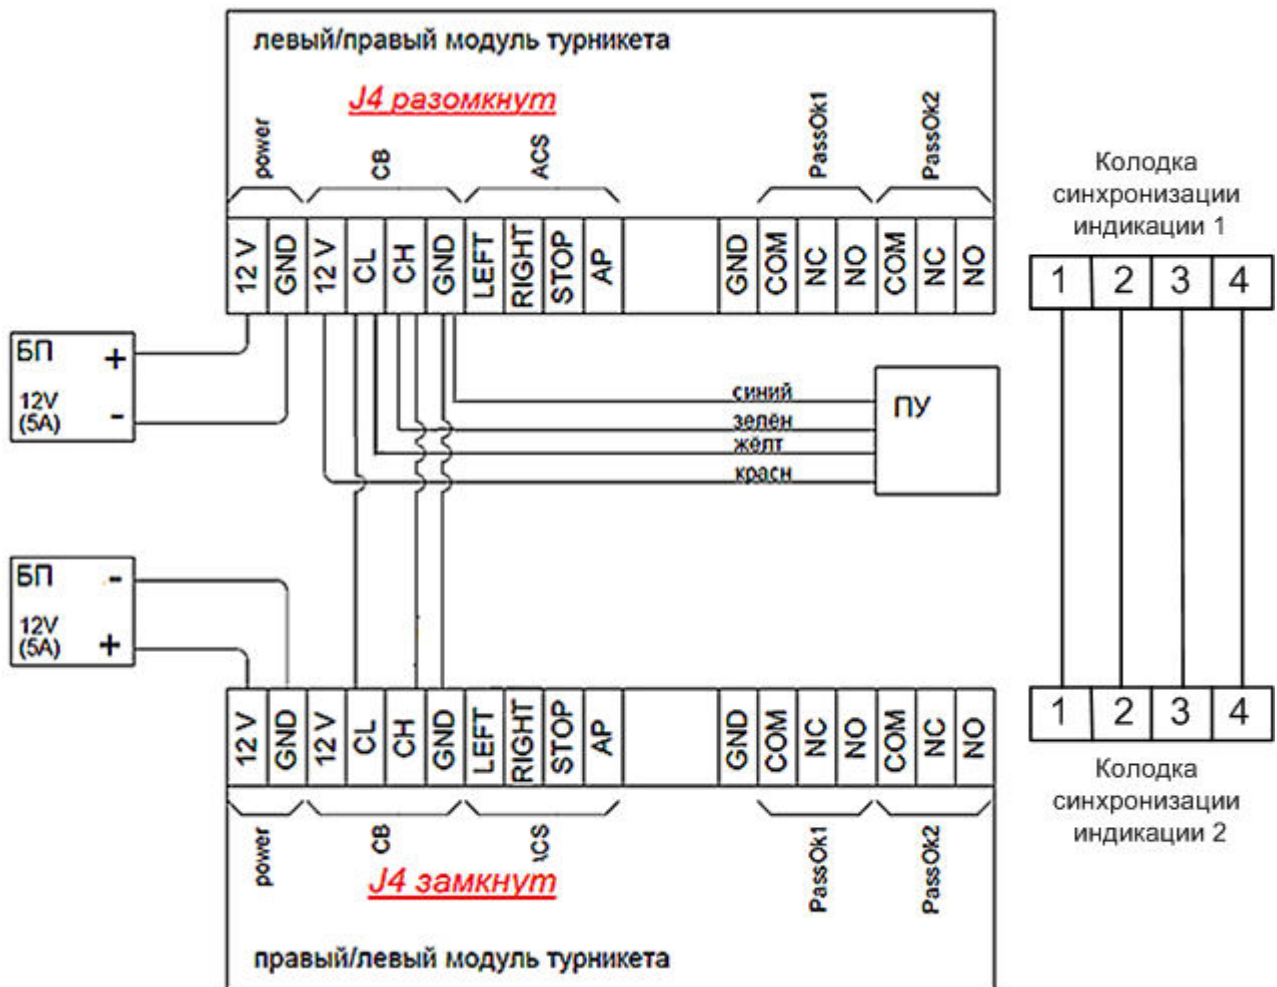 левый/правый модуль турникета
J4 разомкнут
power
CB
ACS
PassOk1
PassOk2
12 V GND 12 V CL CH GND LEFT RIGHT STOP AP GND COM NC NO COM NC NO
Колодка
синхронизации
индикации 1
1 2 3 4
БП +
12V
(5A) -
синий
зелён
жёлт
красн
ПУ
БП -
12V
(5A) +
12 V GND 12 V CL CH GND LEFT RIGHT STOP AP GND COM NC NO COM NC NO
1 2 3 4
Колодка
синхронизации
индикации 2
power
CB
ACS
PassOk1
PassOk2
J4 замкнут
правый/левый модуль турникета